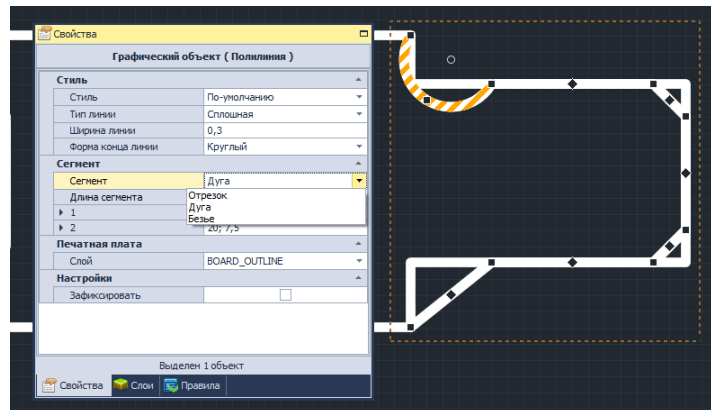 Свойства
Графический объект ( Полилиния )
Стиль
Стиль По-умолчанию
Тип линии Сплошная
Ширина линии 0,3
Форма конца линии Круглый
Сегмент
Сегмент Дуга
Длина сегмента Отрезок
Дуга
1 Безье
2 20; 7,5
Печатная плата
Слой BOARD_OUTLINE
Настройки
Зафиксировать
Выделен 1 объект
Свойства Слои Правила